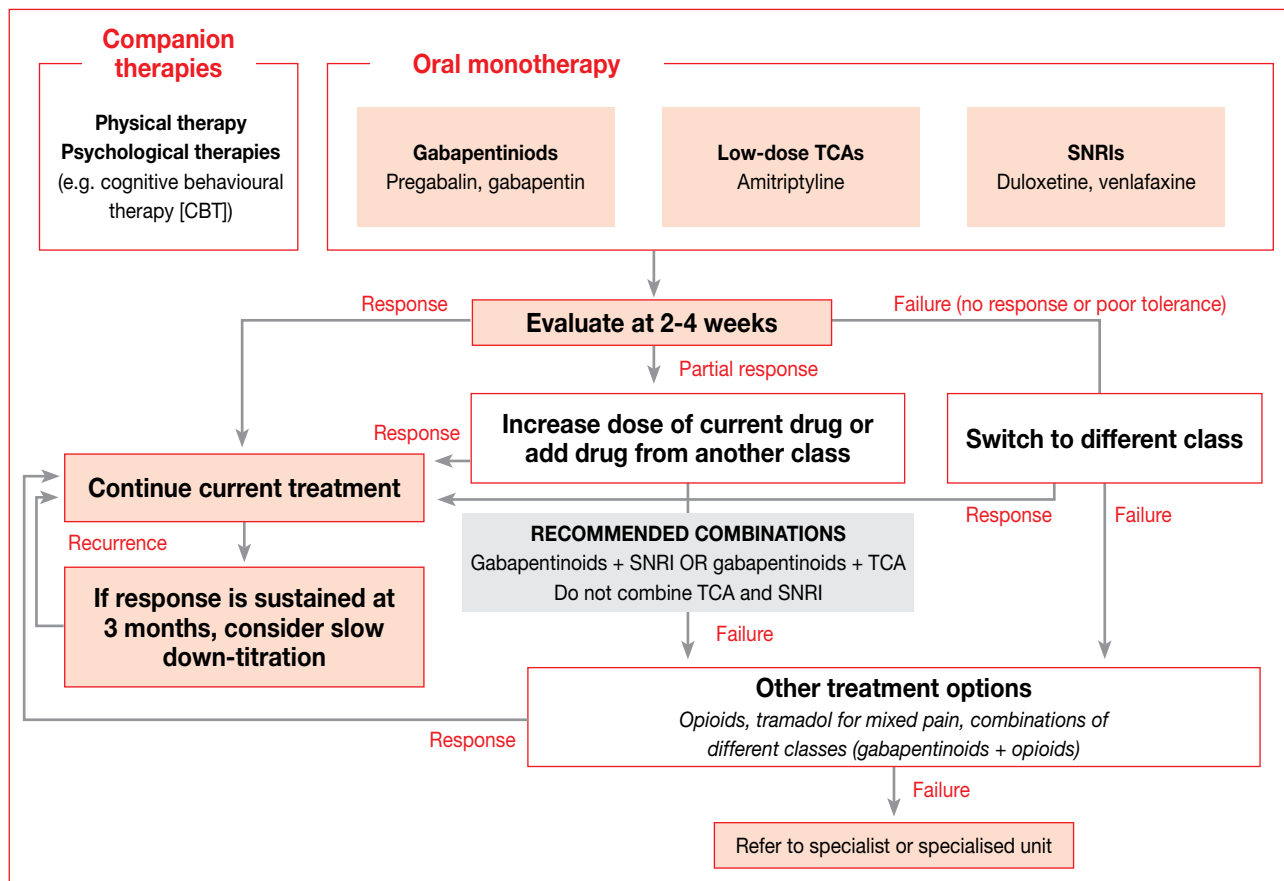 Companion
therapies
Physical therapy
Psychological therapies
(e.g. cognitive behavioural
therapy [CBT])
Oral monotherapy
Gabapentiniods
Pregabalin, gabapentin
Low-dose TCAs
Amitriptyline
SNRIs
Duloxetine, venlafaxine
Response
Evaluate at 2-4 weeks
Failure (no response or poor tolerance)
Partial response
Increase dose of current drug or
add drug from another class
Switch to different class
Response
Continue current treatment
Response
Failure
RECOMMENDED COMBINATIONS
Gabapentinoids + SNRI OR gabapentinoids + TCA
Do not combine TCA and SNRI
Recurrence
If response is sustained at
3 months, consider slow
down-titration
Failure
Other treatment options
Opioids, tramadol for mixed pain, combinations of
different classes (gabapentinoids + opioids)
Response
Failure
Refer to specialist or specialised unit